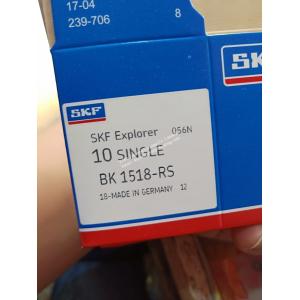 17-04
239-706
8
SKF
SKF
SKF Explorer 056N
10 SINGLE
BK 1518-RS
18-MADE IN GERMANY 12